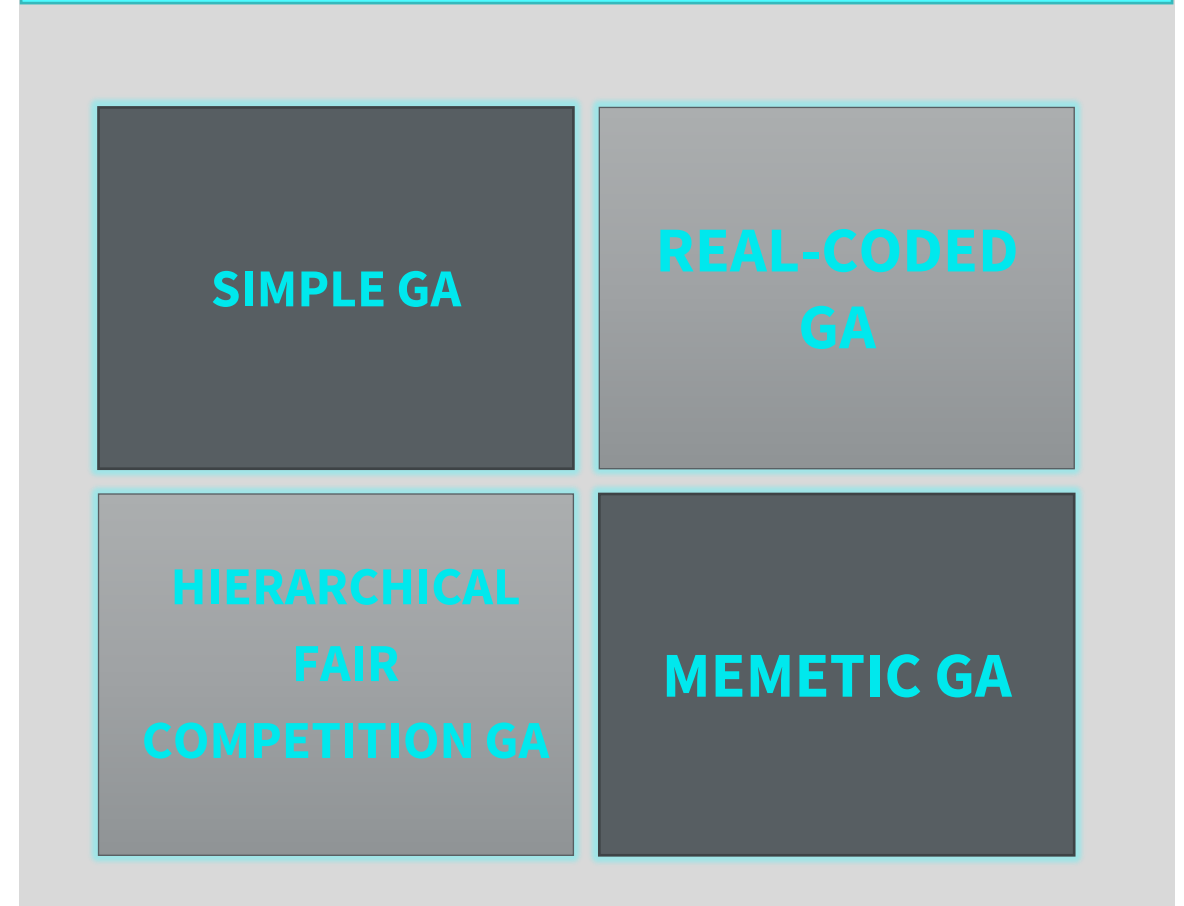 SIMPLE GA
REAL-CODED
GA
HIERARCHICAL
FAIR
COMPETITION GA
MEMETIC GA